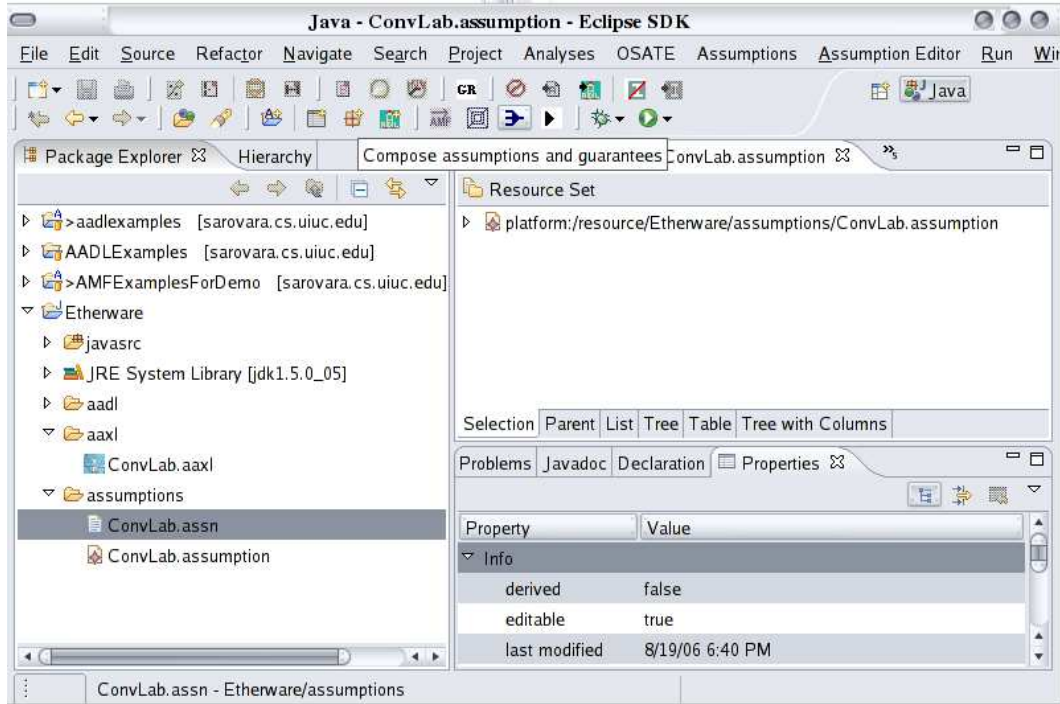 Java - ConvLab.assumption - Eclipse SDK
File Edit Source Refactor Navigate Search Project Analyses OSATE Assumptions Assumption Editor Run
GR Java
AMF
Package Explorer Hierarchy Compose assumptions and guarantees ConvLab.assumption »5
Resource Set
platform:/resource/Etherware/assumptions/ConvLab.assumption
>aadlexamples [sarovara.cs.uiuc.edu]
AADLExamples [sarovara.cs.uiuc.edu]
>AMFExamplesForDemo [sarovara.cs.uiuc.edu]
Etherware
javasrc
JRE System Library [jdk1.5.0_05]
aadl
aaxl
ConvLab.aaxl
assumptions
ConvLab.assn
ConvLab.assumption
Selection Parent List Tree Table Tree with Columns
Problems Javadoc Declaration Properties
Property Value
Info
derived false
editable true
last modified 8/19/06 6:40 PM
ConvLab.assn - Etherware/assumptions